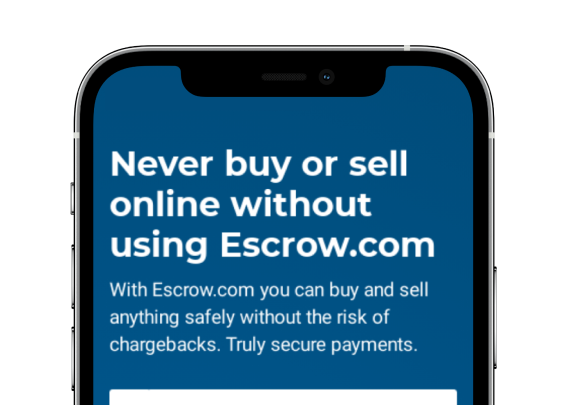 Never buy or sell
online without
using Escrow.com
With Escrow.com you can buy and sell
anything safely without the risk of
chargebacks. Truly secure payments.